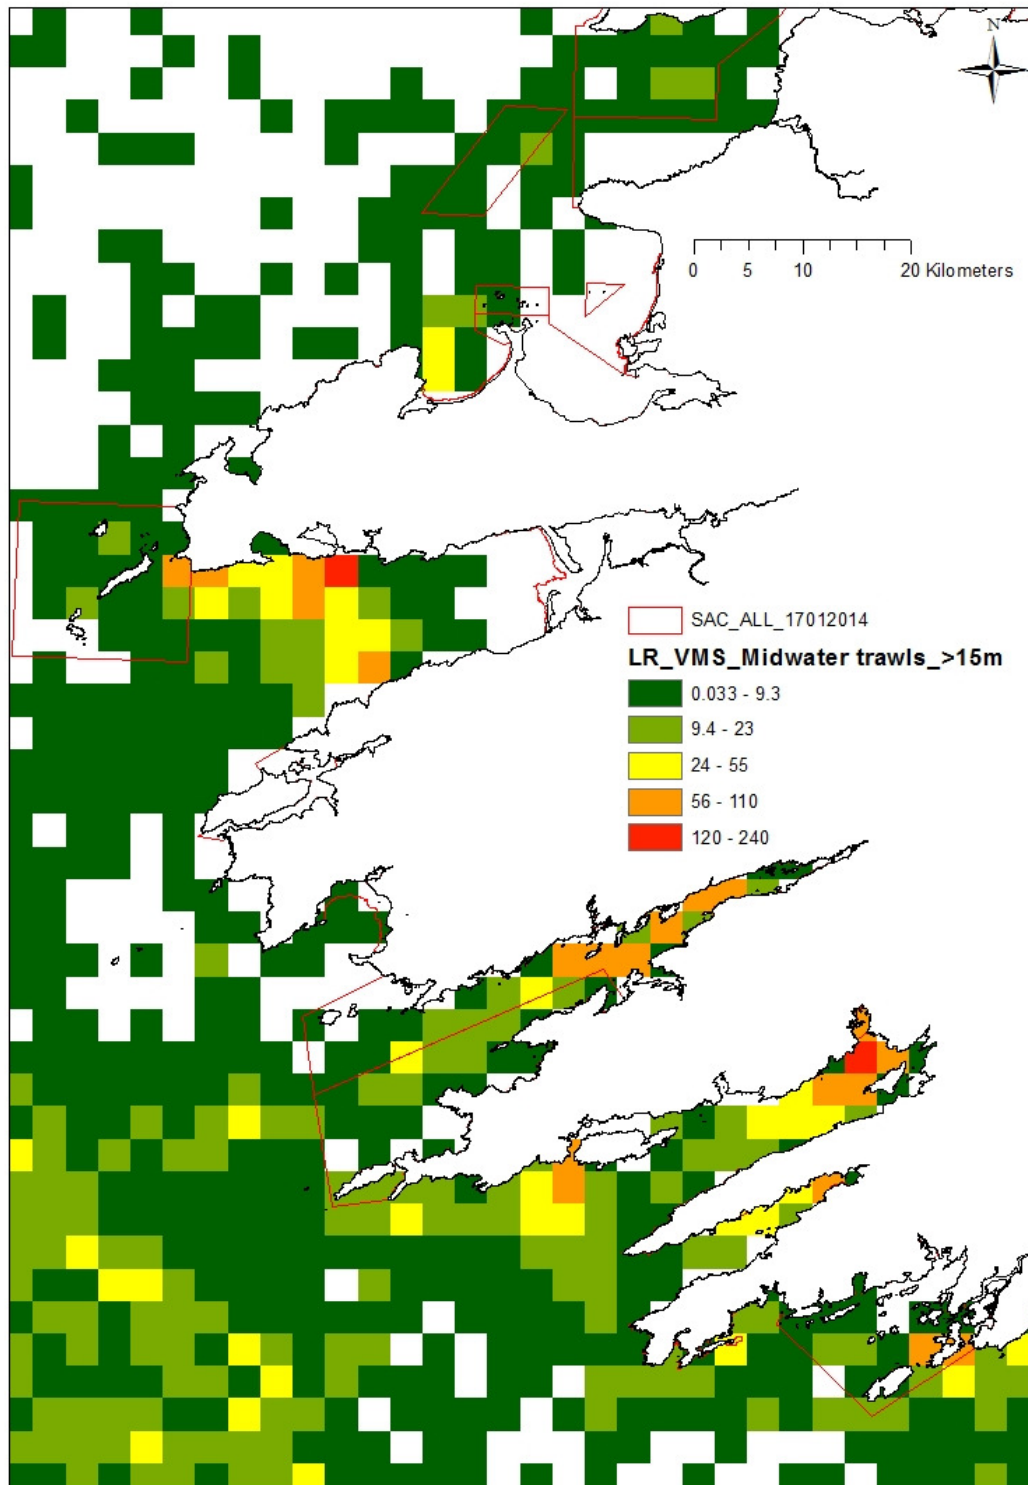 N
0 5 10 20 Kilometers
SAC_ALL_17012014
LR_VMS_Midwater trawls_>15m
0.033 - 9.3
9.4 - 23
24 - 55
56 - 110
120 - 240